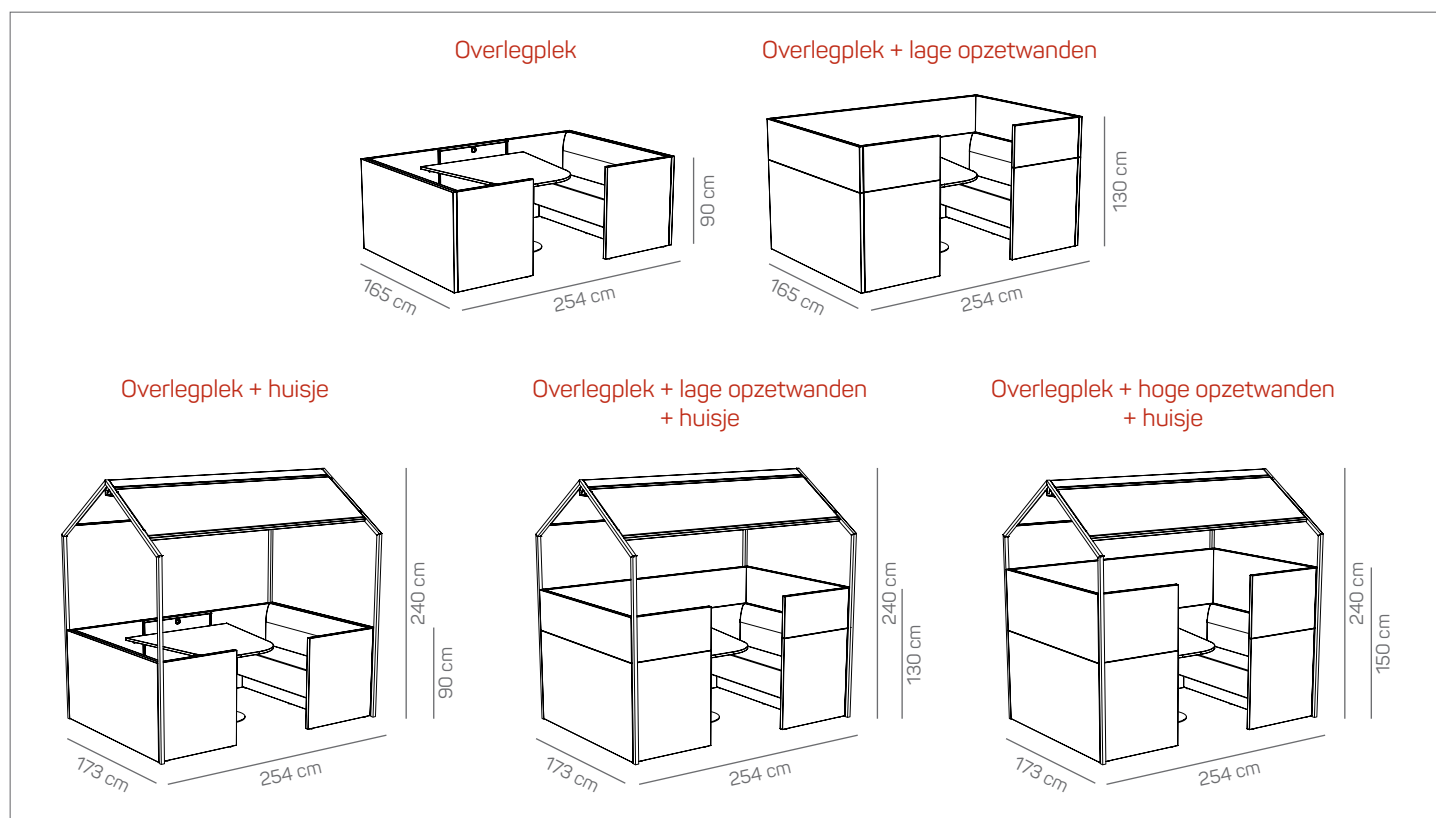 Overlegplek
Overlegplek + lage opzetwanden
90 cm
165 cm
254 cm
130 cm
165 cm
254 cm
Overlegplek + huisje
Overlegplek + lage opzetwanden
+ huisje
Overlegplek + hoge opzetwanden
+ huisje
240 cm
90 cm
173 cm
254 cm
240 cm
130 cm
173 cm
254 cm
240 cm
150 cm
173 cm
254 cm